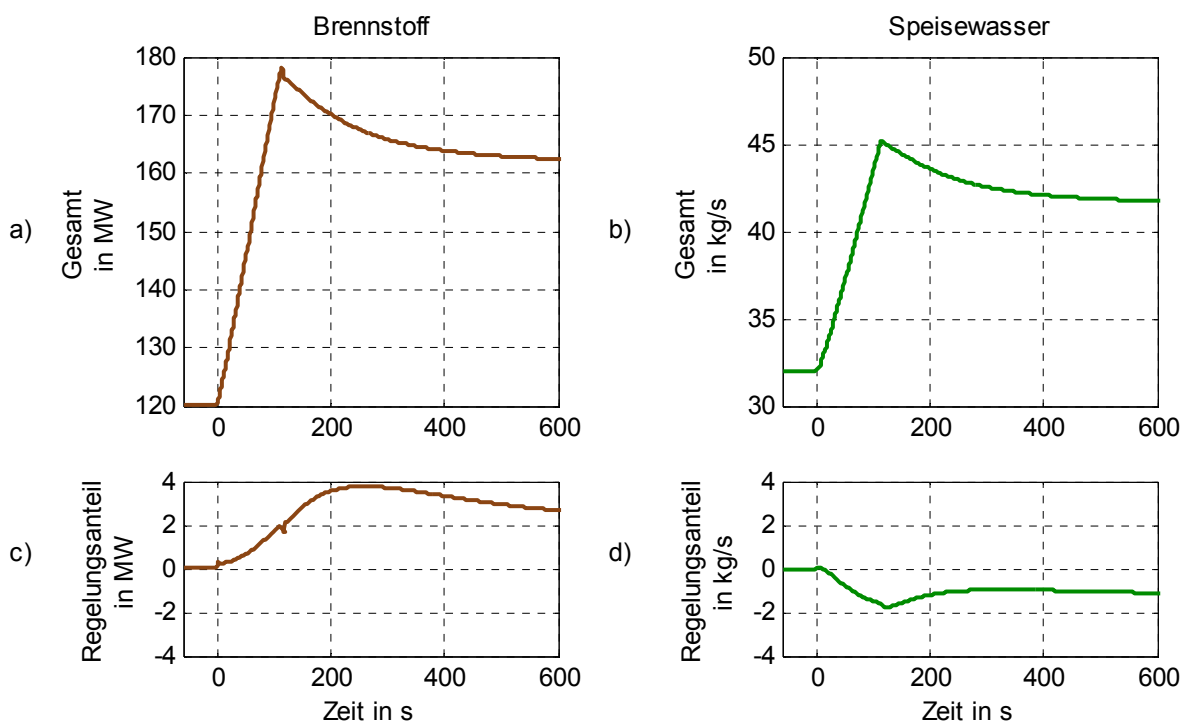 Brennstoff
180
170
160
150
140
130
120
0
200
400
600
a)
Gesamt
in MW
Speisewasser
50
45
40
35
30
0
200
400
600
b)
Gesamt
in kg/s
4
2
0
-2
-4
0
200
400
600
c)
Regelungsanteil
in MW
Zeit in s
4
2
0
-2
-4
0
200
400
600
d)
Regelungsanteil
in kg/s
Zeit in s